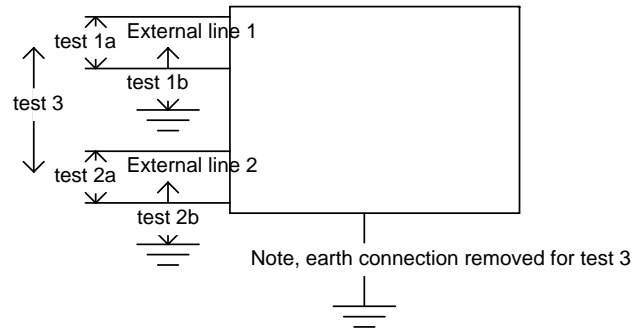 External line 1
test 1a
test 1b
test 3
External line 2
test 2a
test 2b
Note, earth connection removed for test 3